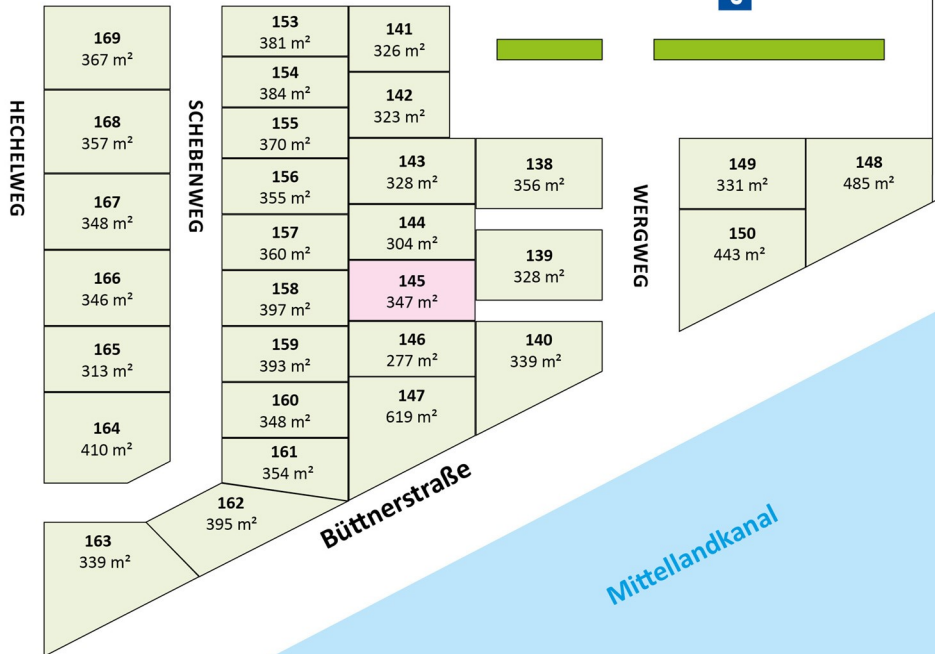 HECHELWEG
169
367 m²
168
357 m²
167
348 m²
166
346 m²
165
313 m²
164
410 m²
163
339 m²
SCHEBENWEG
153
381 m²
154
384 m²
155
370 m²
156
355 m²
157
360 m²
158
397 m²
159
393 m²
160
348 m²
161
354 m²
162
395 m²
141
326 m²
142
323 m²
143
328 m²
144
304 m²
145
347 m²
146
277 m²
147
619 m²
138
356 m²
139
328 m²
140
339 m²
WERGWEG
149
331 m²
150
443 m²
148
485 m²
Büttnerstraße
Mittellandkanal